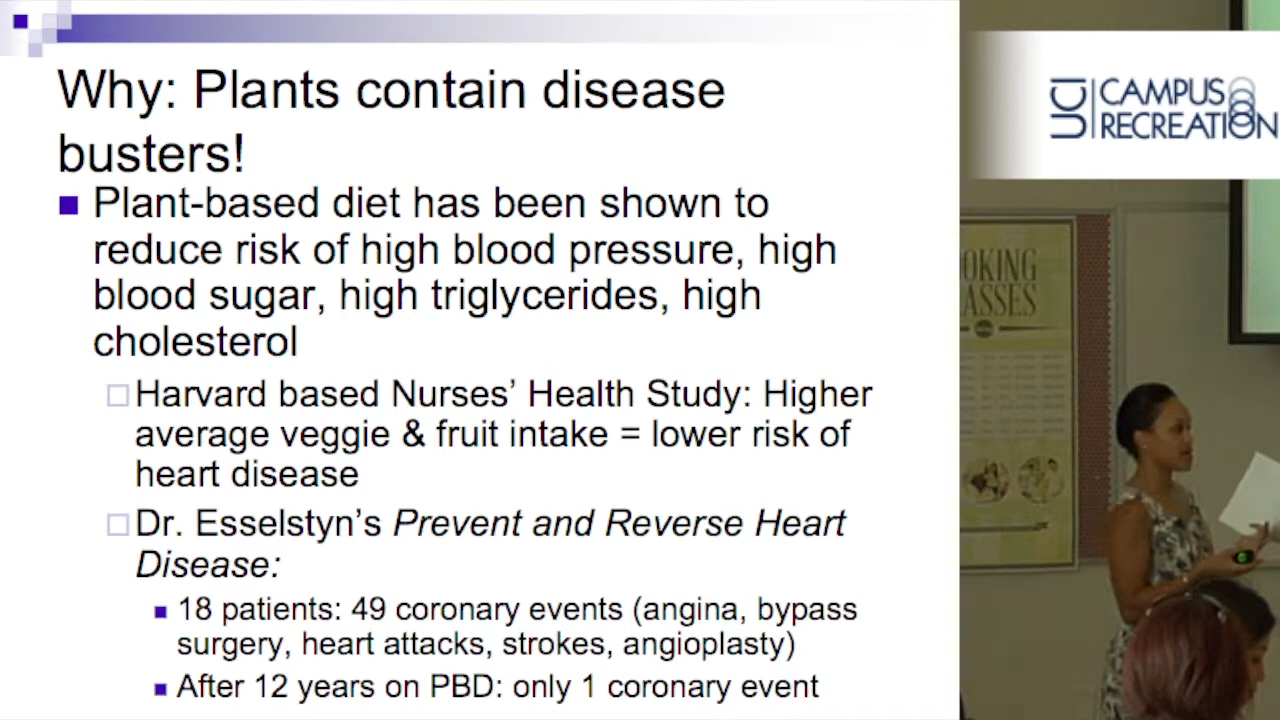 Why: Plants contain disease
busters!
Plant-based diet has been shown to
reduce risk of high blood pressure, high
blood sugar, high triglycerides, high
cholesterol
Harvard based Nurses’ Health Study: Higher
average veggie & fruit intake = lower risk of
heart disease
Dr. Esselstyn’s Prevent and Reverse Heart
Disease:
18 patients: 49 coronary events (angina, bypass
surgery, heart attacks, strokes, angioplasty)
After 12 years on PBD: only 1 coronary event
UCI
CAMPUS
RECREATION
OKING
ASSES